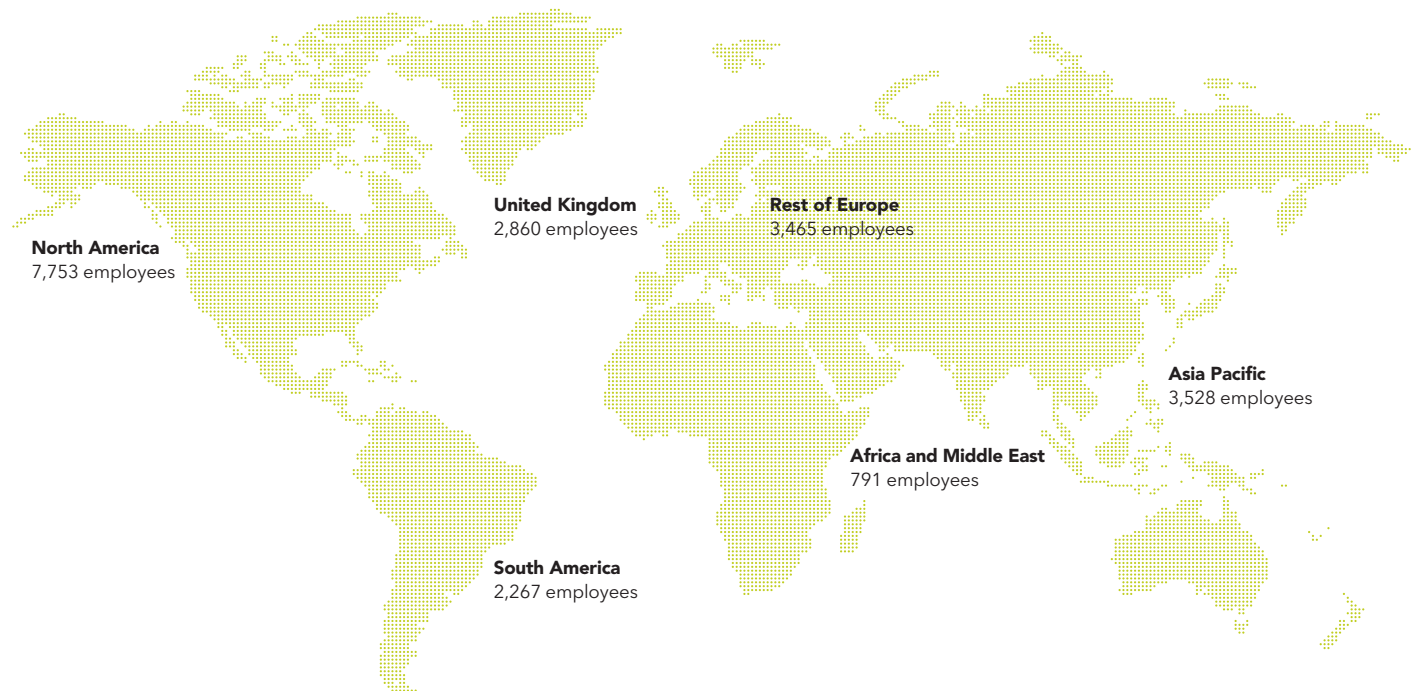 United Kingdom
2,860 employees
Rest of Europe
3,465 employees
North America
7,753 employees
Asia Pacific
3,528 employees
Africa and Middle East
791 employees
South America
2,267 employees